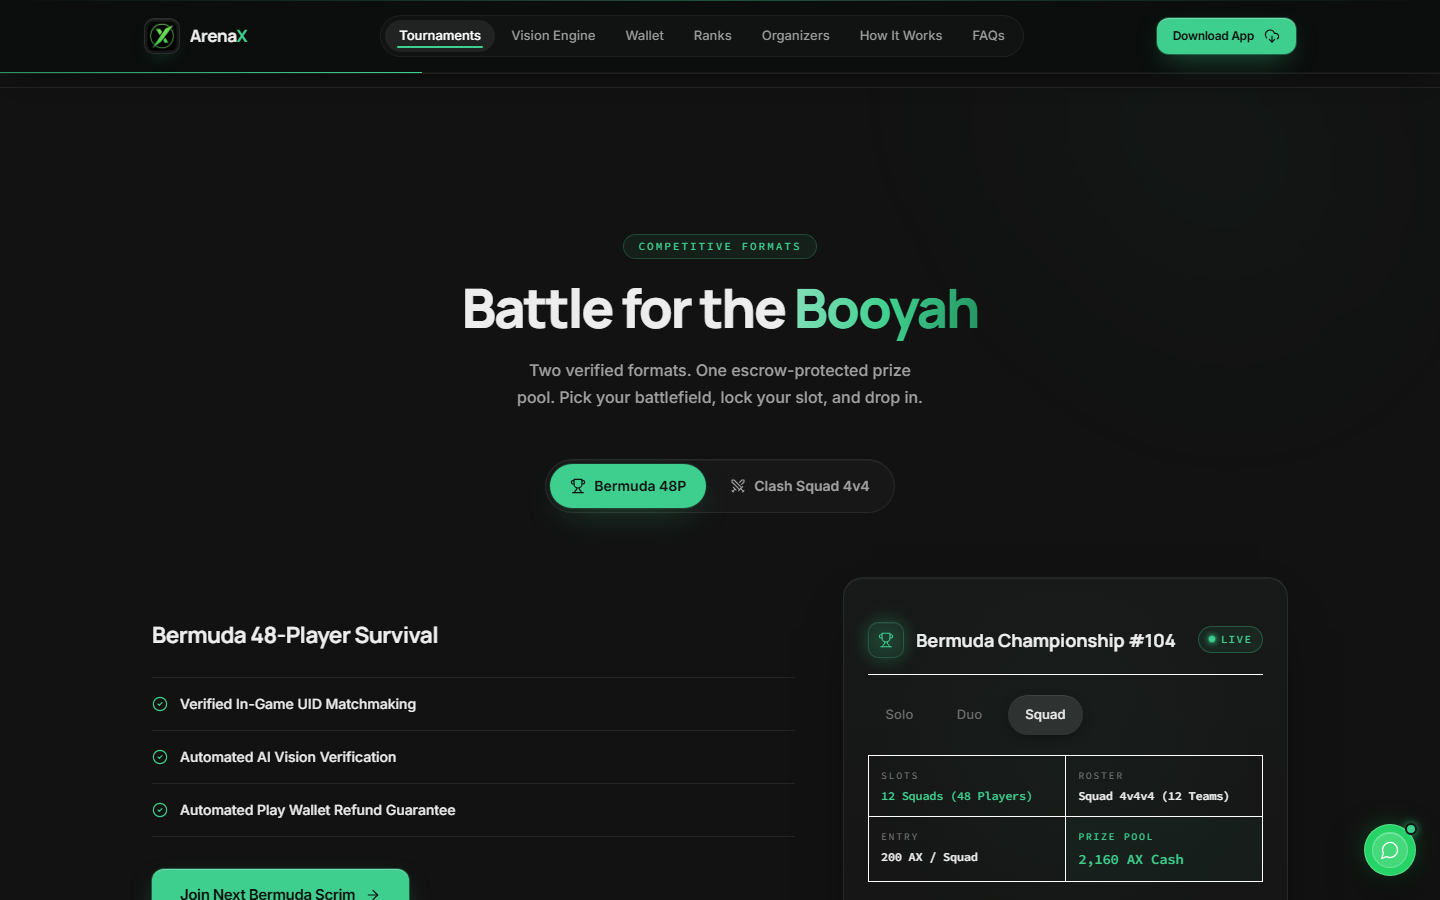 ArenaX
Tournaments
Vision Engine
Wallet
Ranks
Organizers
How It Works
FAQs
Download App
COMPETITIVE FORMATS
Battle for the Booyah
Two verified formats. One escrow-protected prize
pool. Pick your battlefield, lock your slot, and drop in.
Bermuda 48P
Clash Squad 4v4
Bermuda 48-Player Survival
Verified In-Game UID Matchmaking
Automated AI Vision Verification
Automated Play Wallet Refund Guarantee
Join Next Bermuda Scrim
Bermuda Championship #104
LIVE
Solo
Duo
Squad
SLOTS
12 Squads (48 Players)
ROSTER
Squad 4v4v4 (12 Teams)
ENTRY
200 AX / Squad
PRIZE POOL
2,160 AX Cash